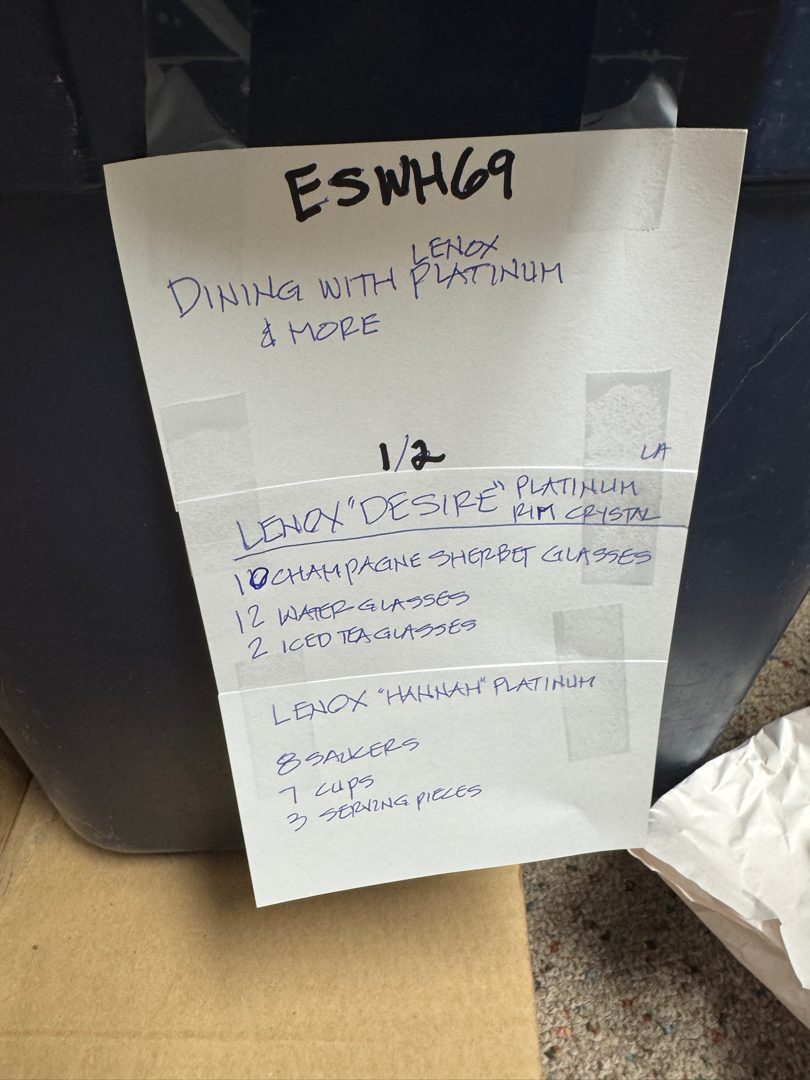 ESWH69
LENOX
DINING WITH PLATINUM
& MORE
1/2
LA
LENOX "DESIRE" PLATINUM
RIM CRYSTAL
10 CHAMPAGNE SHERBET GLASSES
12 WATER GLASSES
2 ICED TEA GLASSES
LENOX "HANNAH" PLATINUM
8 SAUCERS
7 CUPS
3 SERVING PIECES